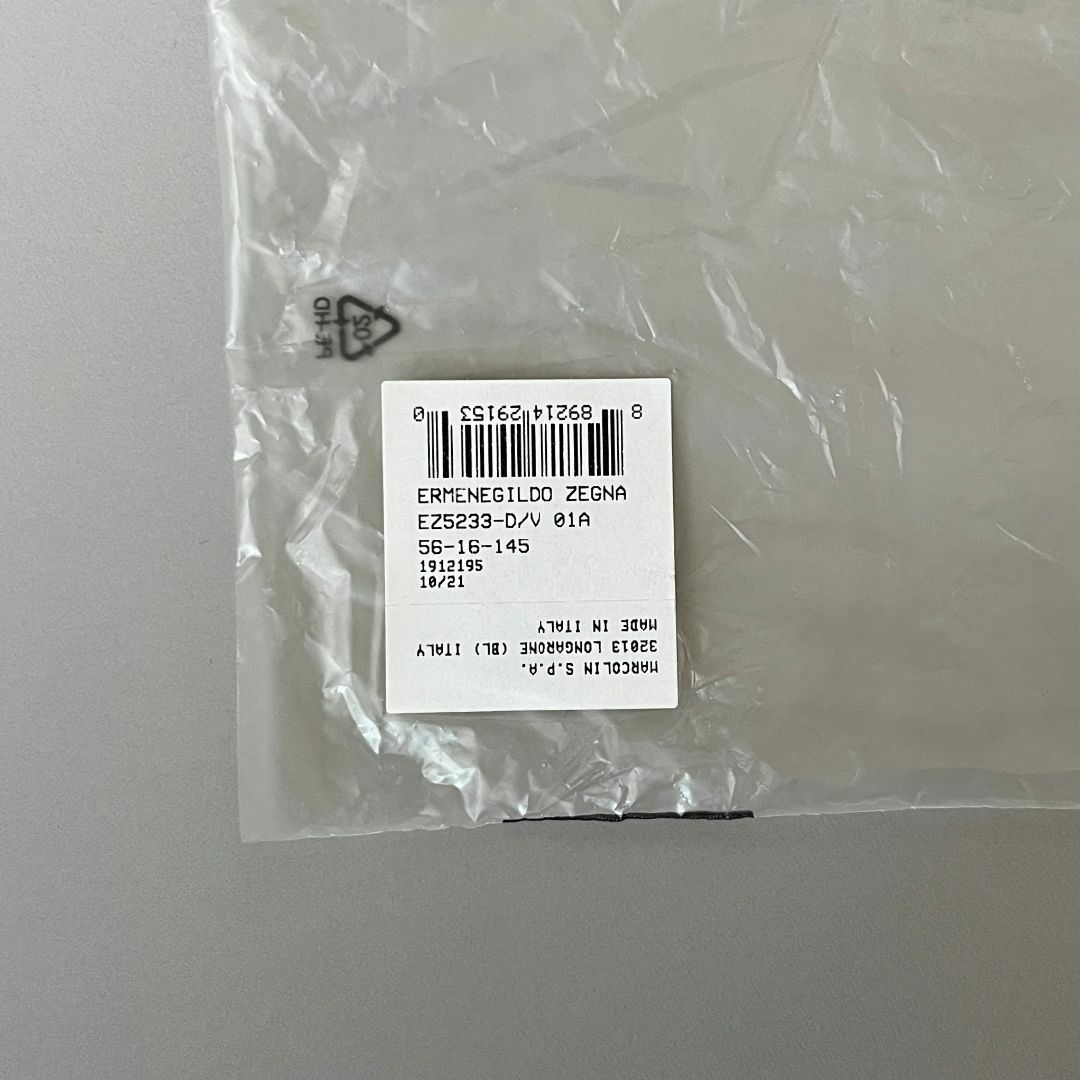 02
PE-HD
8 89214 29153 0
ERMENEGILDO ZEGNA
EZ5233-D/V 01A
56-16-145
1912195
10/21
MARCOLIN S.P.A.
32013 LONGARONE (BL) ITALY
MADE IN ITALY